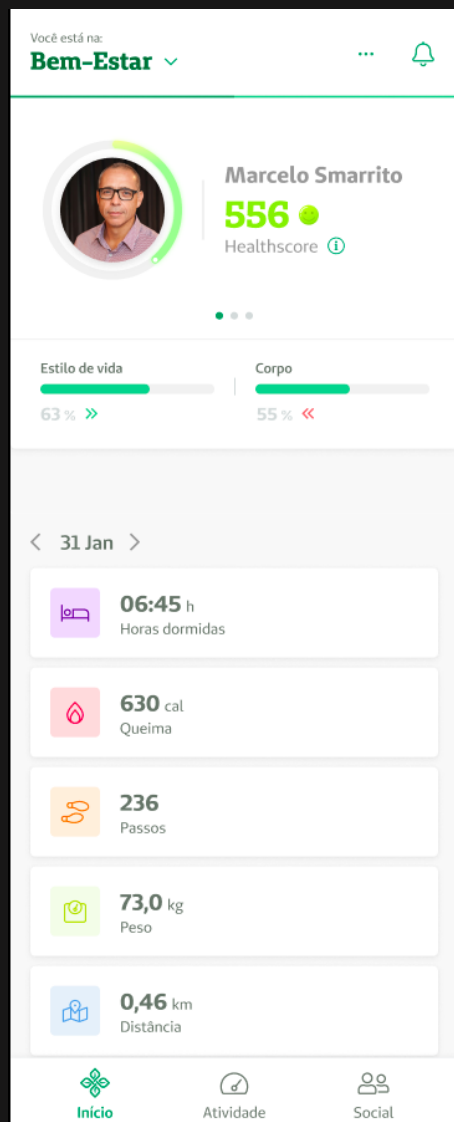 Você está na:
Bem-Estar
Marcelo Smarrito
556
Healthscore
Estilo de vida
63 %
Corpo
55 %
31 Jan
06:45 h
Horas dormidas
630 cal
Queima
236
Passos
73,0 kg
Peso
0,46 km
Distância
Início
Atividade
Social